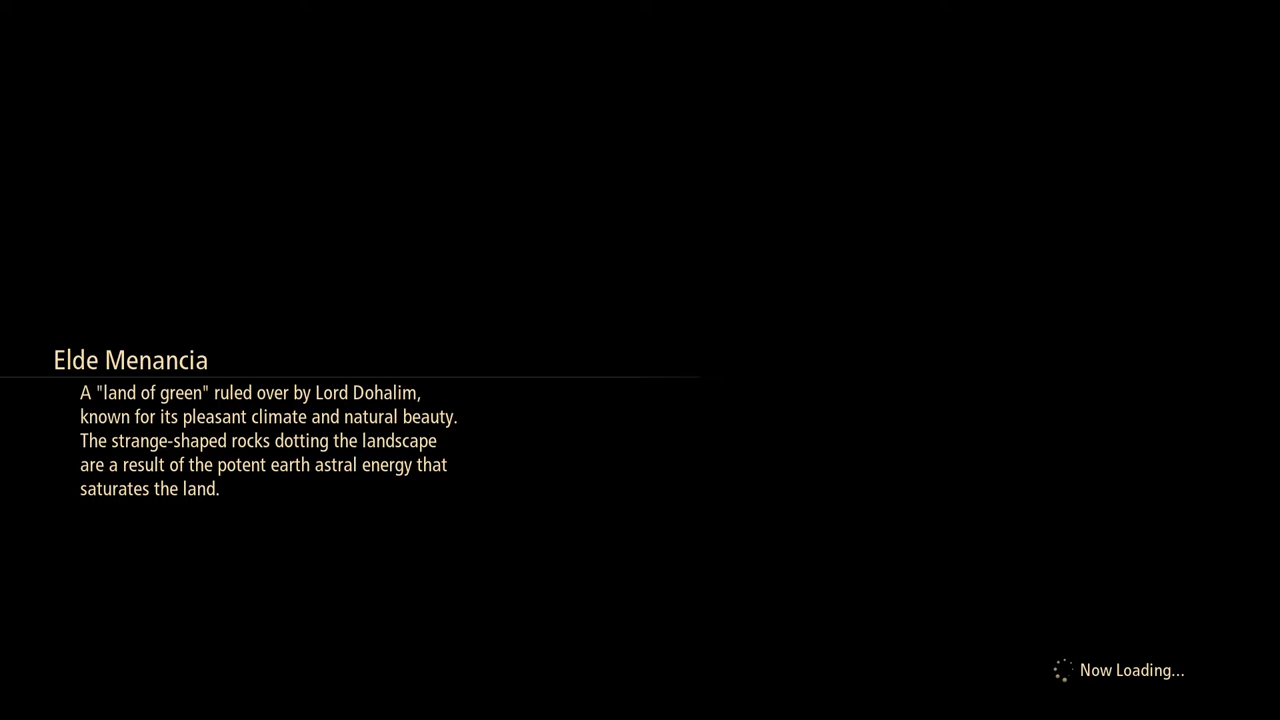 Elde Menancia
A "land of green" ruled over by Lord Dohalim,
known for its pleasant climate and natural beauty.
The strange-shaped rocks dotting the landscape
are a result of the potent earth astral energy that
saturates the land.
Now Loading...